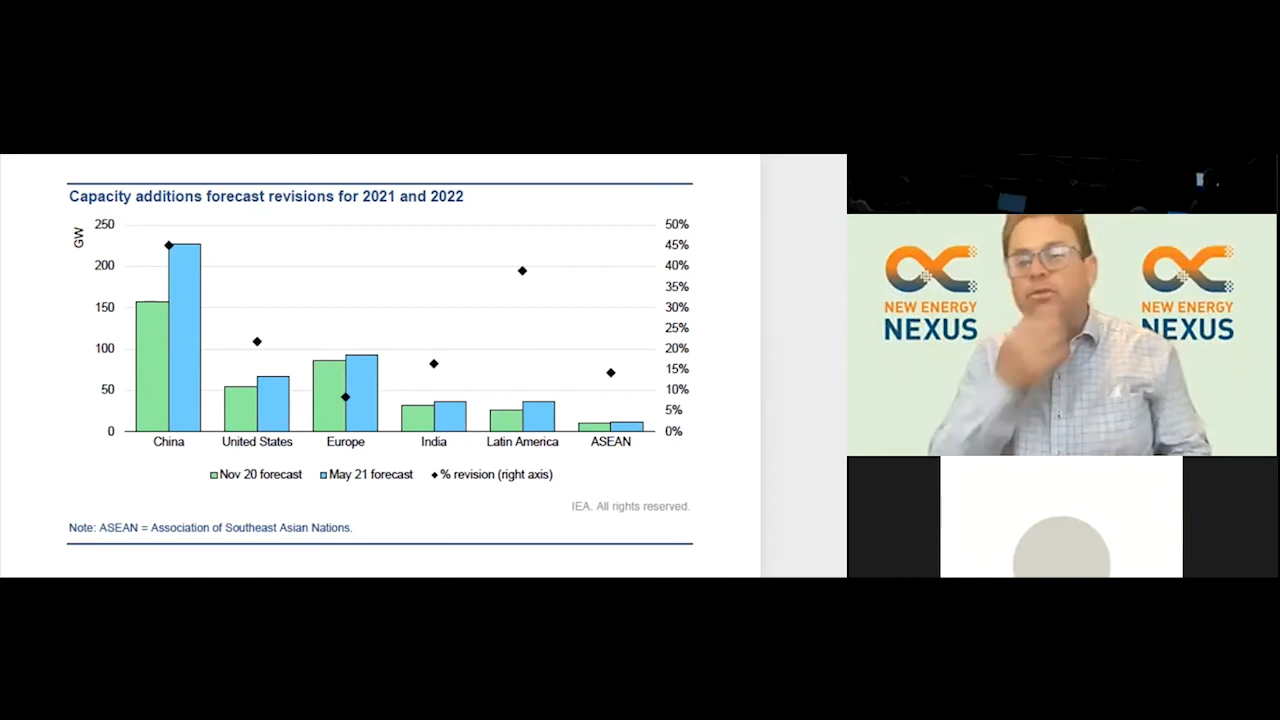 Capacity additions forecast revisions for 2021 and 2022
GW
250
200
150
100
50
0
50%
45%
40%
35%
30%
25%
20%
15%
10%
5%
0%
China
United States
Europe
India
Latin America
ASEAN
Nov 20 forecast
May 21 forecast
% revision (right axis)
IEA. All rights reserved.
Note: ASEAN = Association of Southeast Asian Nations.
NEW ENERGY
NEXUS
NEW ENERGY
NEXUS